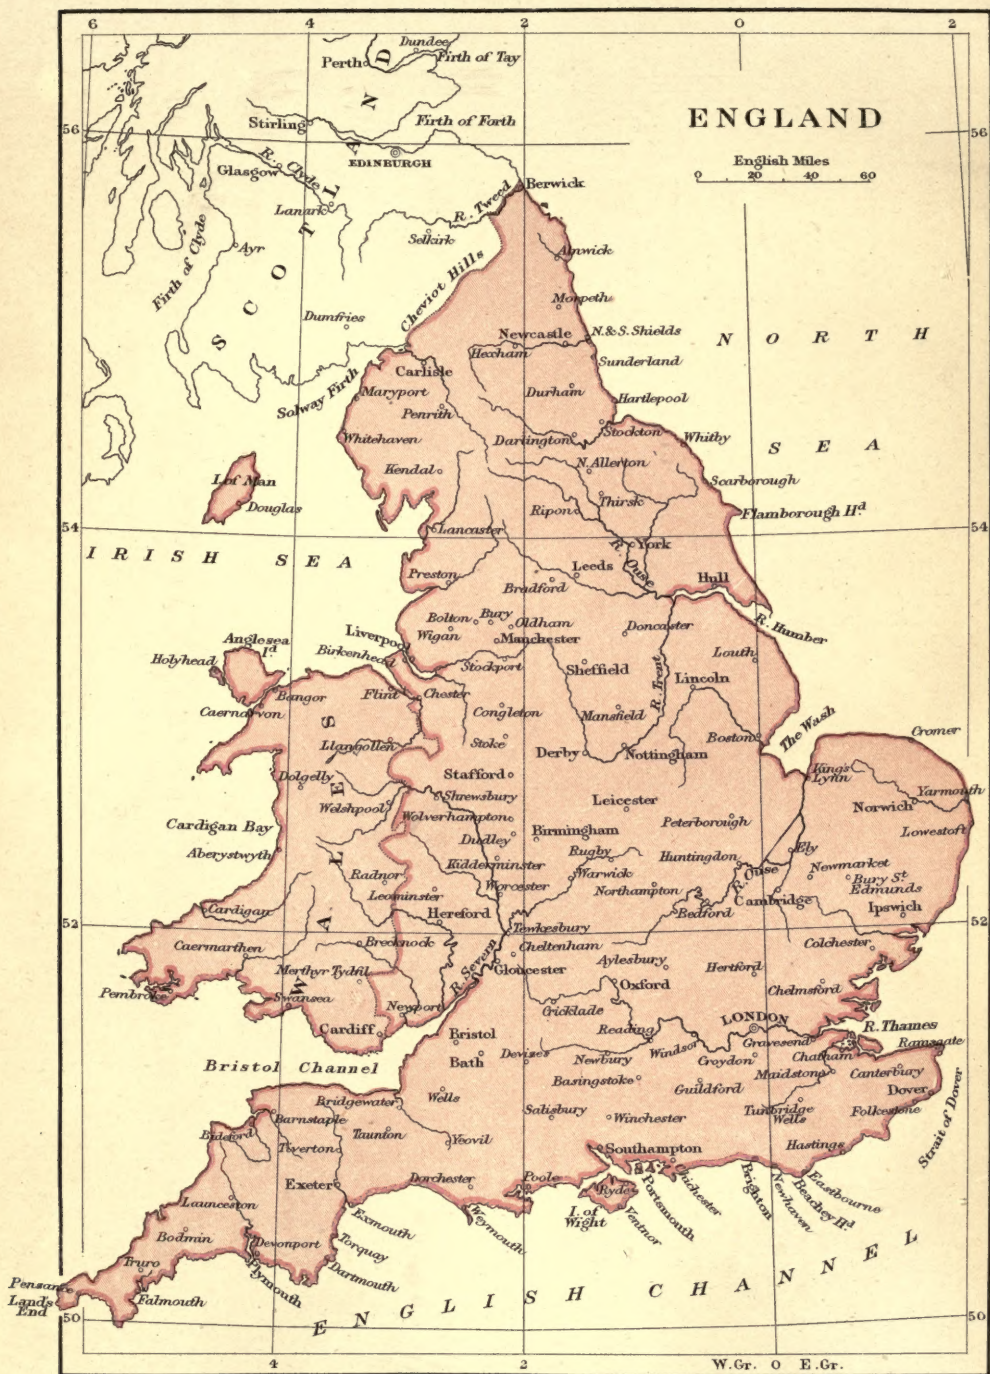 6 4 2 0 2
ENGLAND
English Miles
0 20 40 60
56
56
Dundee
Perth
Firth of Tay
Stirling
Firth of Forth
EDINBURGH
Glasgow
R. Clyde
Lanark
R. Tweed
Berwick
Selkirk
Firth of Clyde
Ayr
SCOTLAND
Cheviot Hills
Alnwick
Morpeth
Dumfries
Newcastle
N.& S. Shields
NORTH
SEA
Hexham
Sunderland
Carlisle
Solway Firth
Maryport
Durham
Hartlepool
Penrith
Whitehaven
Darlington
Stockton
Whitby
Kendal
N.Allerton
Scarborough
I. of Man
Douglas
Thirsk
Ripon
Flamborough Hd.
54
54
Lancaster
York
IRISH SEA
R. Ouse
Leeds
Preston
Bradford
Hull
Bolton
Bury
Oldham
Doncaster
R. Humber
Wigan
Manchester
Liverpool
Anglesea
Id.
Birkenhead
Holyhead
Stockport
Sheffield
Louth
R. Trent
Lincoln
Bangor
Flint
Chester
Caernarvon
Congleton
Mansfield
The Wash
Llangollen
Stoke
Derby
Nottingham
Boston
Cromer
Dolgelly
Stafford
King's
Lynn
Yarmouth
Welshpool
Shrewsbury
Leicester
Norwich
Wolverhampton
Peterborough
Cardigan Bay
Birmingham
Lowestoft
Dudley
Aberystwyth
Rugby
Huntingdon
Ely
WALES
Kidderminster
Newmarket
Radnor
Warwick
R. Ouse
Bury St.
Edmunds
Leominster
Worcester
Northampton
Cambridge
Cardigan
Hereford
Bedford
Ipswich
52
52
Tewkesbury
Caermarthen
Brecknock
Cheltenham
Colchester
R. Severn
Gloucester
Aylesbury
Hertford
Merthyr Tydfil
Pembroke
Swansea
Newport
Oxford
Chelmsford
Cricklade
LONDON
Cardiff
Bristol
Reading
Windsor
Gravesend
R. Thames
Ramsgate
Bristol Channel
Bath
Devizes
Newbury
Croydon
Chatham
Maidstone
Canterbury
Basingstoke
Guildford
Dover
Bridgewater
Wells
Barnstaple
Salisbury
Winchester
Tunbridge
Wells
Folkestone
Strait of Dover
Bideford
Taunton
Yeovil
Tiverton
Southampton
Hastings
Exeter
Dorchester
Poole
Ryde
Portsmouth
Chichester
Brighton
Newhaven
Beachey Hd.
Eastbourne
I. of
Wight
Ventnor
Launceston
Exmouth
Weymouth
Bodmin
Devonport
Torquay
Truro
Plymouth
Dartmouth
Pensance
Land's
End
Falmouth
ENGLISH CHANNEL
50
50
4 2 W.Gr. O E.Gr.